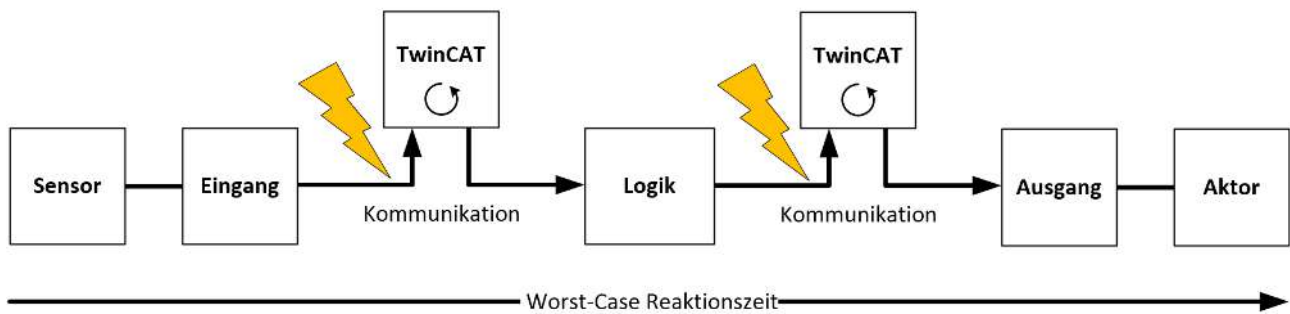 TwinCAT
TwinCAT
Sensor
Eingang
Logik
Ausgang
Aktor
Kommunikation
Kommunikation
Worst-Case Reaktionszeit